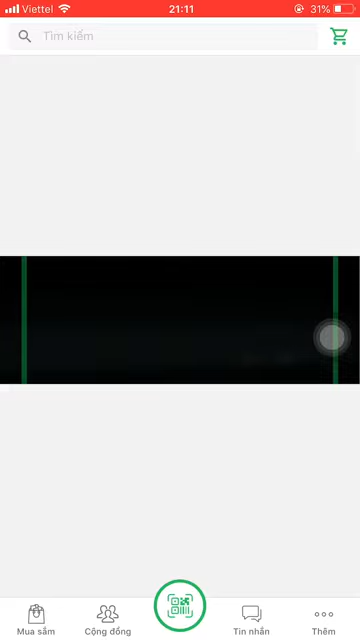 Viettel
21:11
31%
Tìm kiếm
Mua sắm
Cộng đồng
Tin nhắn
Thêm